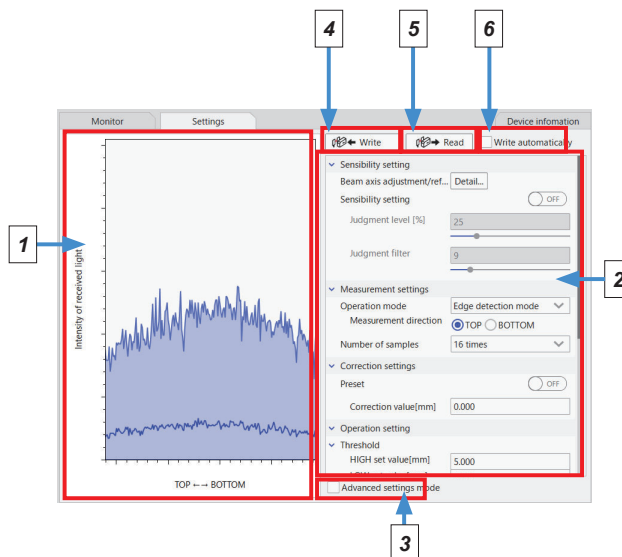 4
5
6
Monitor
Settings
Device infomation
Write
Read
Write automatically
Sensibility setting
Beam axis adjustment/ref... Detail...
Sensibility setting OFF
Judgment level [%] 25
Judgment filter 9
Measurement settings
Operation mode Edge detection mode
Measurement direction TOP BOTTOM
Number of samples 16 times
Correction settings
Preset OFF
Correction value[mm] 0.000
Operation setting
Threshold
HIGH set value[mm] 5.000
Advanced settings mode
Intensity of received light
TOP ←→ BOTTOM
1
2
3